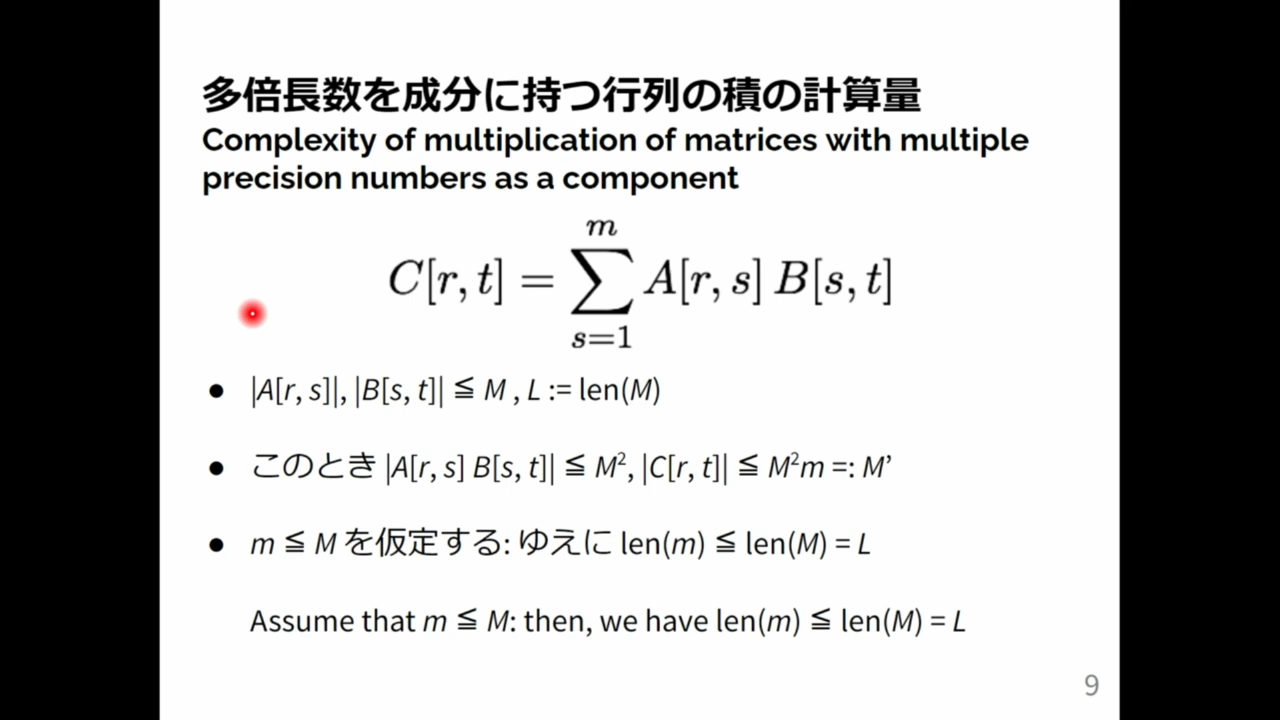 多倍長数を成分に持つ行列の積の計算量
Complexity of multiplication of matrices with multiple
precision numbers as a component
C[r, t] = \sum_{s=1}^{m} A[r, s] B[s, t]
● |A[r, s]|, |B[s, t]| ≦ M , L := len(M)
● このとき |A[r, s] B[s, t]| ≦ M², |C[r, t]| ≦ M²m =: M’
● m ≦ M を仮定する: ゆえに len(m) ≦ len(M) = L
Assume that m ≦ M: then, we have len(m) ≦ len(M) = L
9